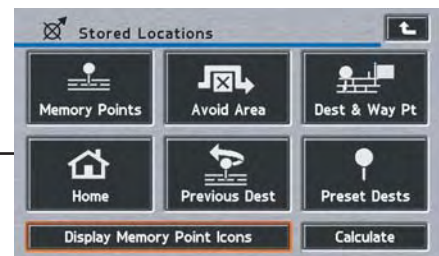 Stored Locations
Memory Points
Avoid Area
Dest & Way Pt
Home
Previous Dest
Preset Dests
Display Memory Point Icons
Calculate